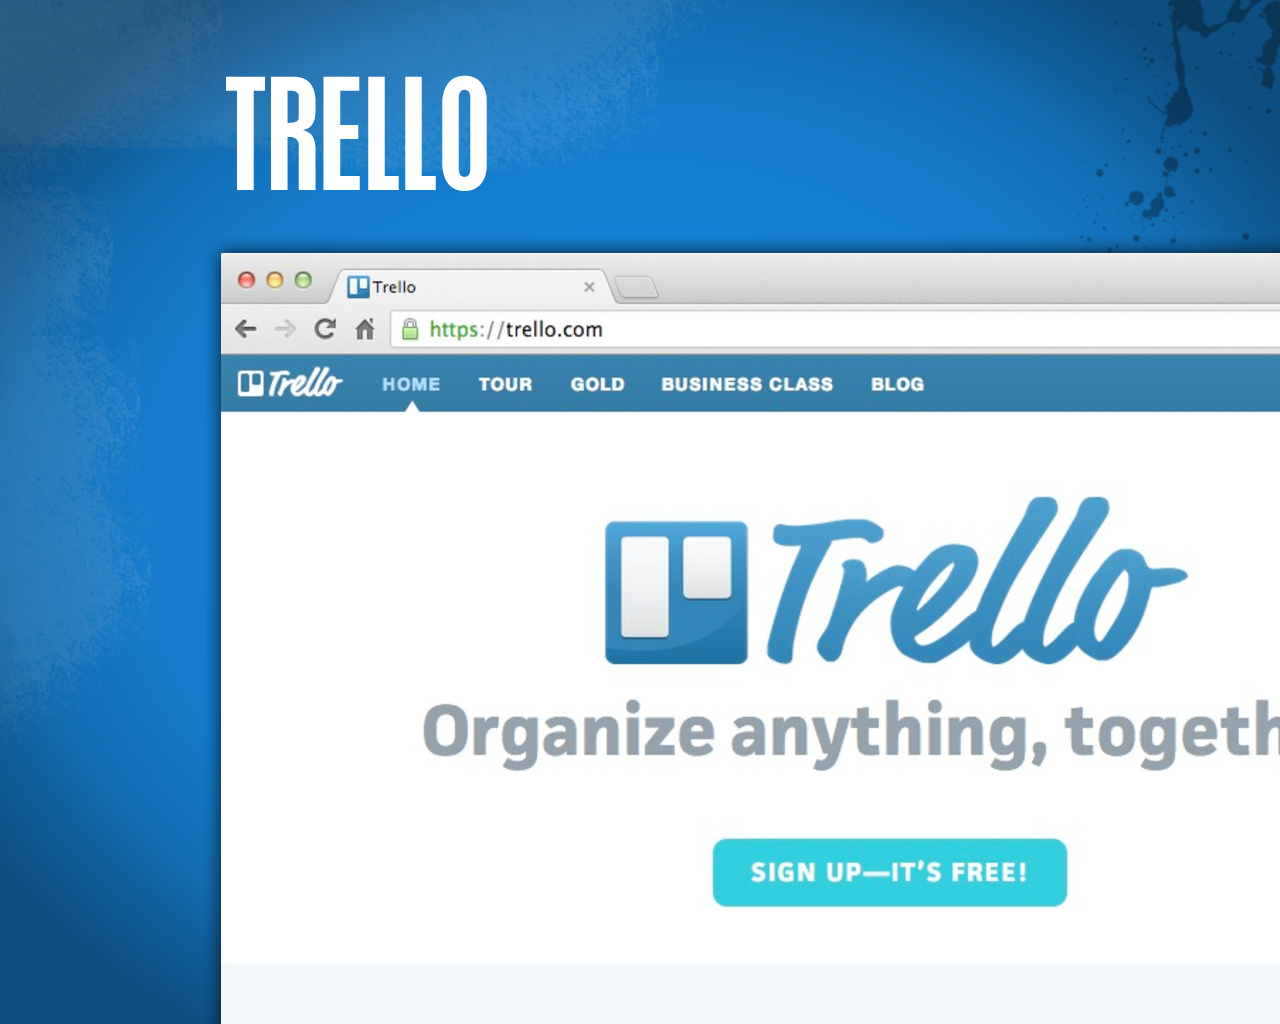 TRELLO
Trello
https://trello.com
Trello HOME TOUR GOLD BUSINESS CLASS BLOG
Trello
Organize anything, togeth
SIGN UP—IT'S FREE!